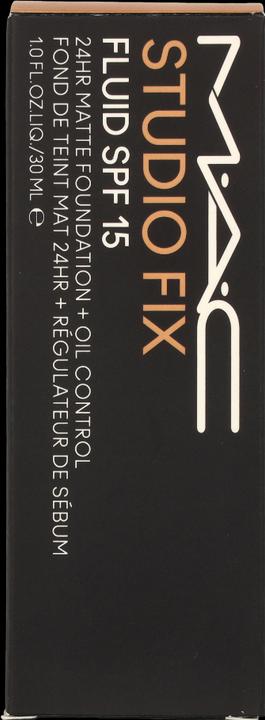 MAC
STUDIO FIX
FLUID SPF 15
24HR MATTE FOUNDATION + OIL CONTROL
FOND DE TEINT MAT 24HR + RÉGULATEUR DE SÉBUM
1.0 FL.OZ.LIQ./30 ML ℮